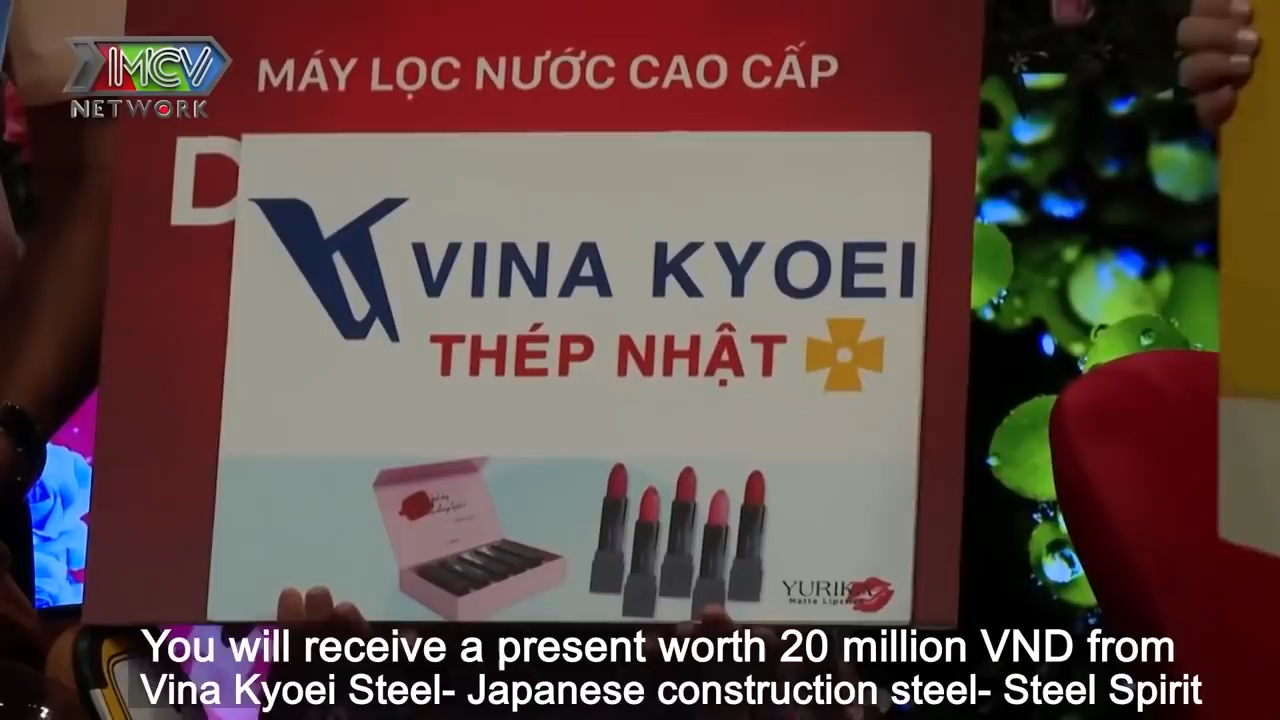 MCV
NETWORK
MÁY LỌC NƯỚC CAO CẤP
D
VINA KYOEI
THÉP NHẬT
YURIKA
Matte Lipstick
You will receive a present worth 20 million VND from
Vina Kyoei Steel- Japanese construction steel- Steel Spirit